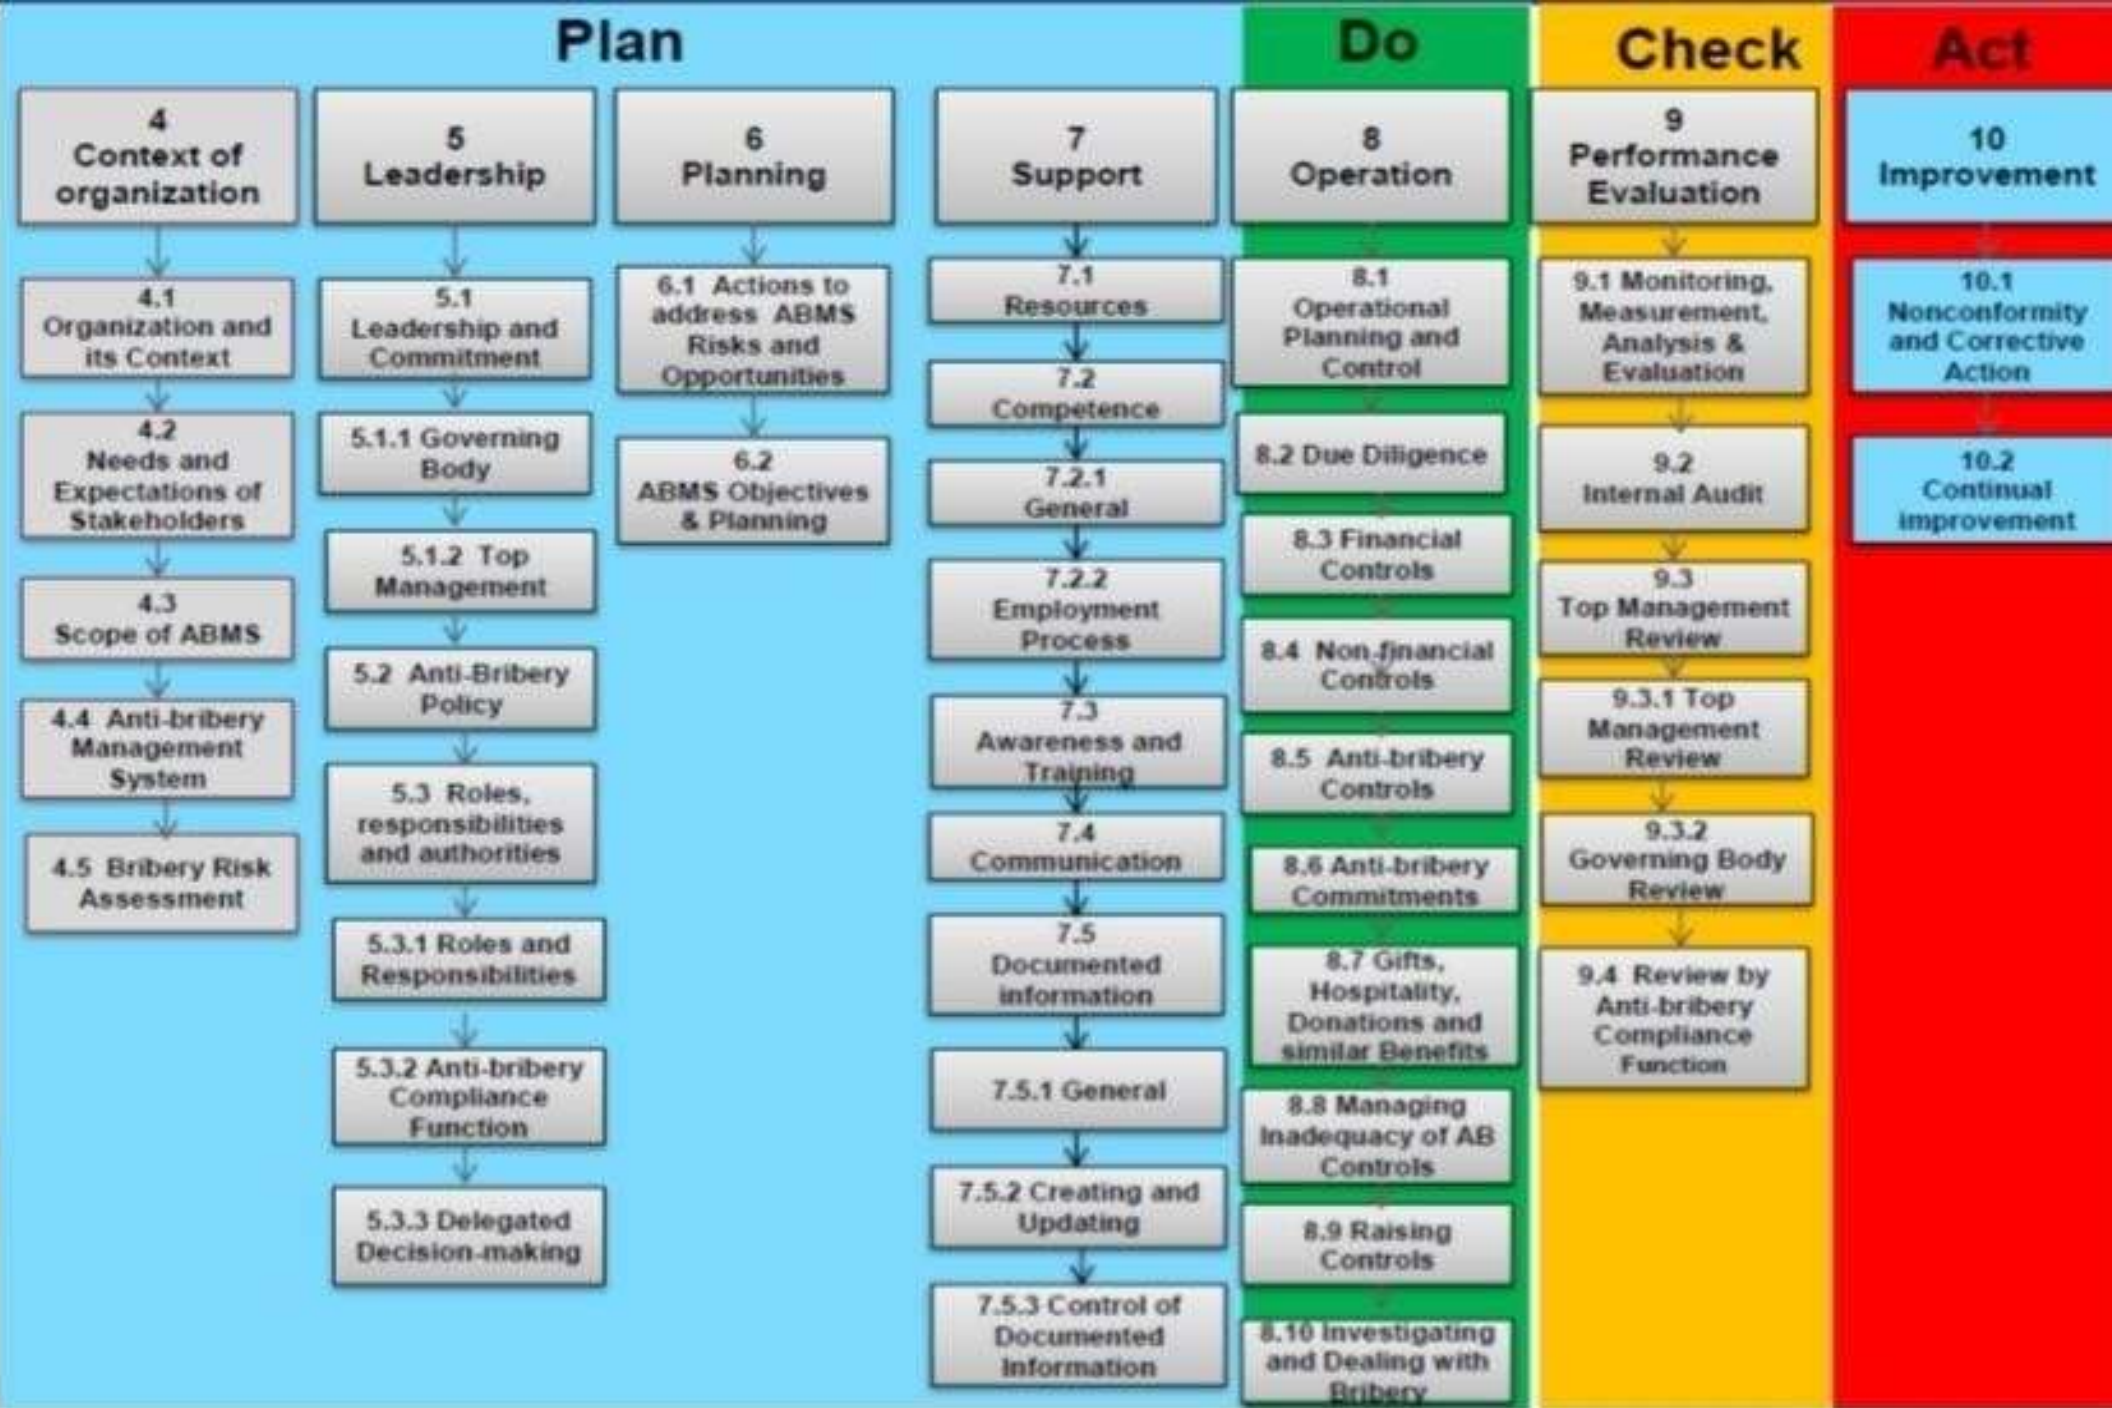 Plan
Do
Check
Act
4
Context of
organization
4.1
Organization and
its Context
4.2
Needs and
Expectations of
Stakeholders
4.3
Scope of ABMS
4.4 Anti-bribery
Management
System
4.5 Bribery Risk
Assessment
5
Leadership
5.1
Leadership and
Commitment
5.1.1 Governing
Body
5.1.2 Top
Management
5.2 Anti-Bribery
Policy
5.3 Roles,
responsibilities
and authorities
5.3.1 Roles and
Responsibilities
5.3.2 Anti-bribery
Compliance
Function
5.3.3 Delegated
Decision-making
6
Planning
6.1 Actions to
address ABMS
Risks and
Opportunities
6.2
ABMS Objectives
& Planning
7
Support
7.1
Resources
7.2
Competence
7.2.1
General
7.2.2
Employment
Process
7.3
Awareness and
Training
7.4
Communication
7.5
Documented
information
7.5.1 General
7.5.2 Creating and
Updating
7.5.3 Control of
Documented
Information
8
Operation
8.1
Operational
Planning and
Control
8.2 Due Diligence
8.3 Financial
Controls
8.4 Non-financial
Controls
8.5 Anti-bribery
Controls
8.6 Anti-bribery
Commitments
8.7 Gifts,
Hospitality,
Donations and
similar Benefits
8.8 Managing
Inadequacy of AB
Controls
8.9 Raising
Controls
8.10 Investigating
and Dealing with
Bribery
9
Performance
Evaluation
9.1 Monitoring,
Measurement,
Analysis &
Evaluation
9.2
Internal Audit
9.3
Top Management
Review
9.3.1 Top
Management
Review
9.3.2
Governing Body
Review
9.4 Review by
Anti-bribery
Compliance
Function
10
Improvement
10.1
Nonconformity
and Corrective
Action
10.2
Continual
improvement